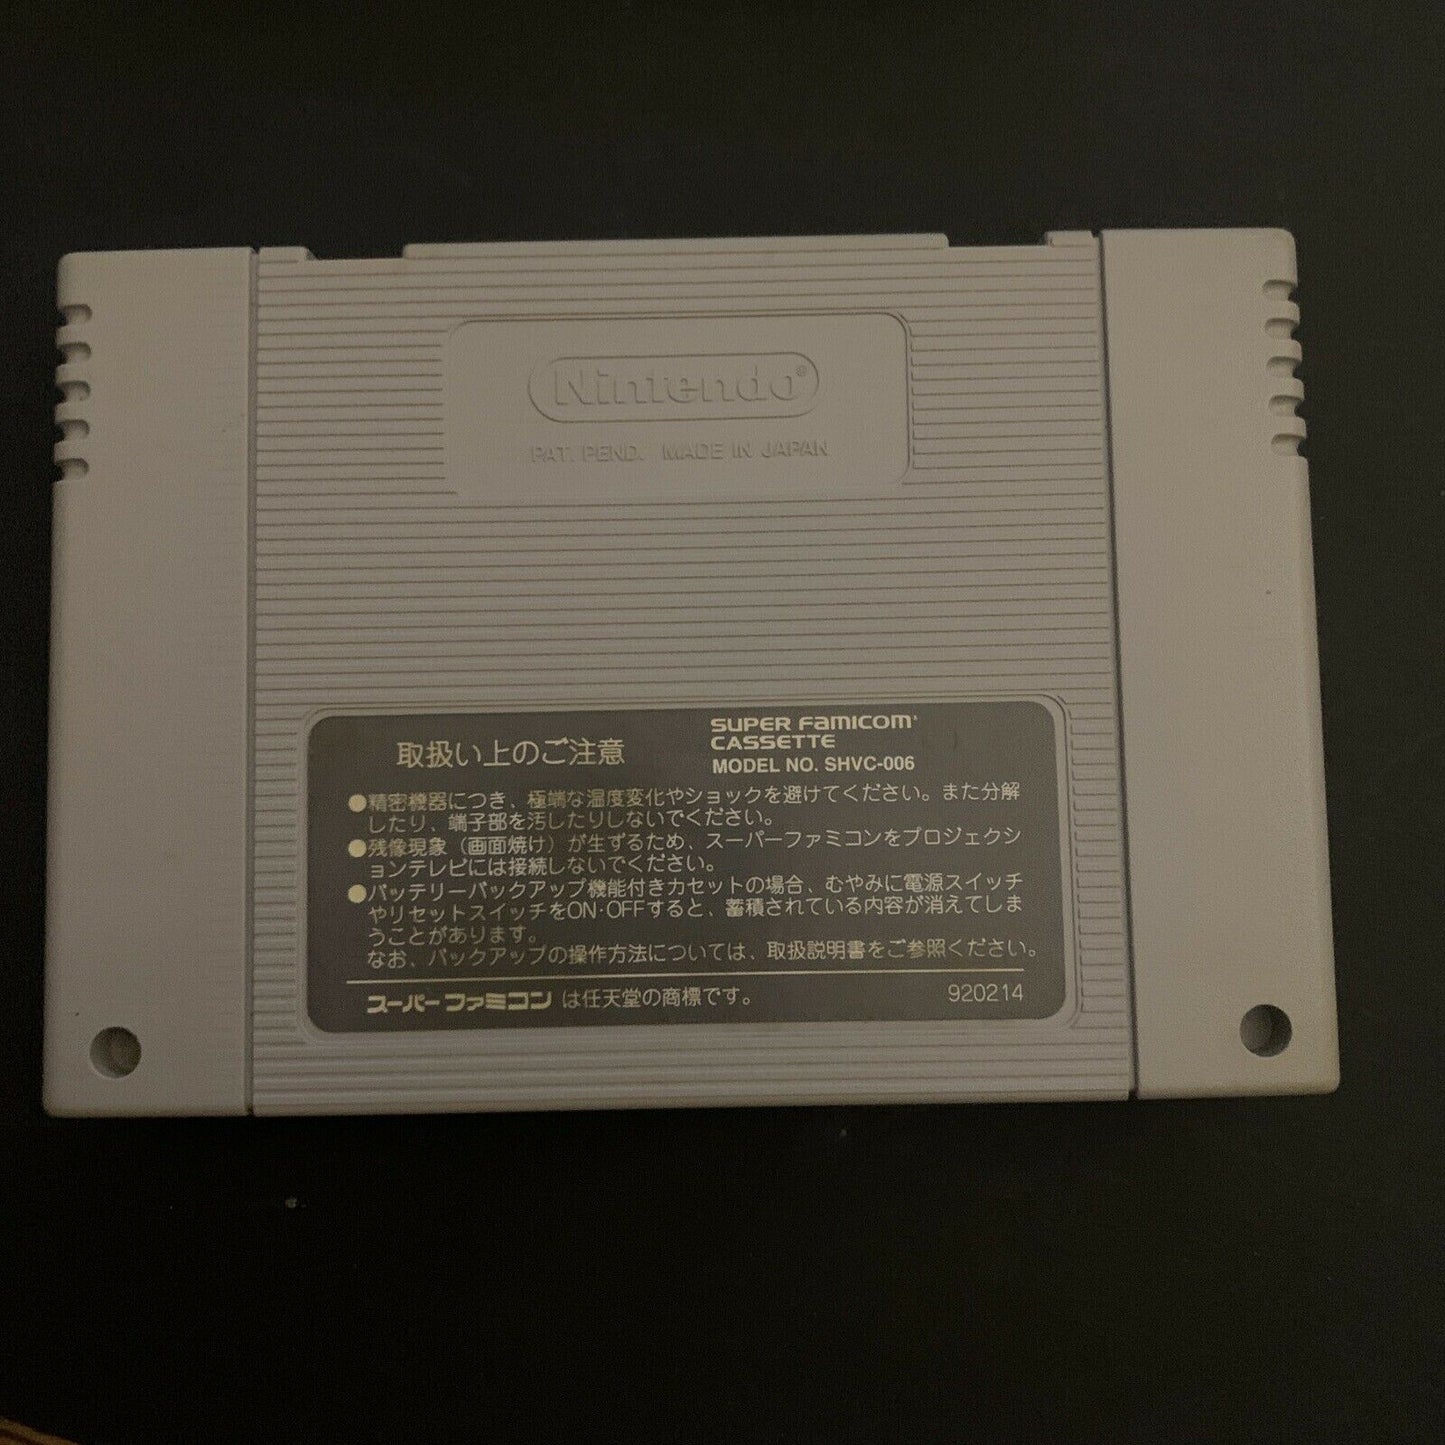 Nintendo®
PAT. PEND. MADE IN JAPAN
取扱い上のご注意
SUPER FAMICOM
CASSETTE
MODEL NO. SHVC-006
●精密機器につき、極端な温度変化やショックを避けてください。また分解
したり、端子部を汚したりしないでください。
●残像現象（画面焼け）が生ずるため、スーパーファミコンをプロジェクシ
ョンテレビには接続しないでください。
●バッテリーバックアップ機能付きカセットの場合、むやみに電源スイッチ
やリセットスイッチをON·OFFすると、蓄積されている内容が消えてしま
うことがあります。
なお、バックアップの操作方法については、取扱説明書をご参照ください。
スーパーファミコン は任天堂の商標です。 920214